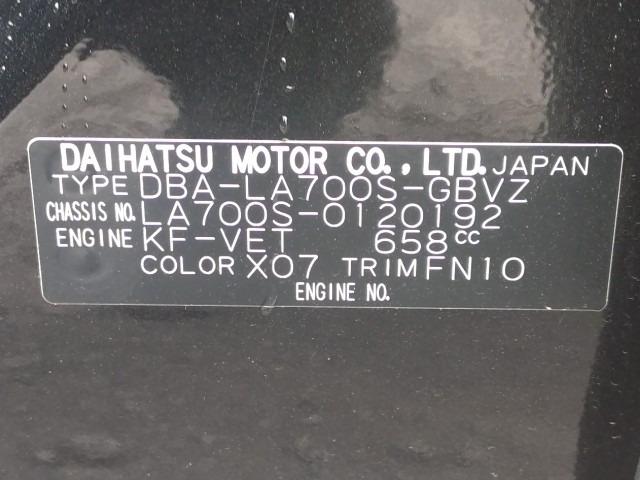 DAIHATSU MOTOR CO., LTD. JAPAN
TYPE DBA-LA700S-GBVZ
CHASSIS NO. LA700S-0120192
ENGINE KF-VET 658cc
COLOR X07 TRIM FN10
ENGINE NO.